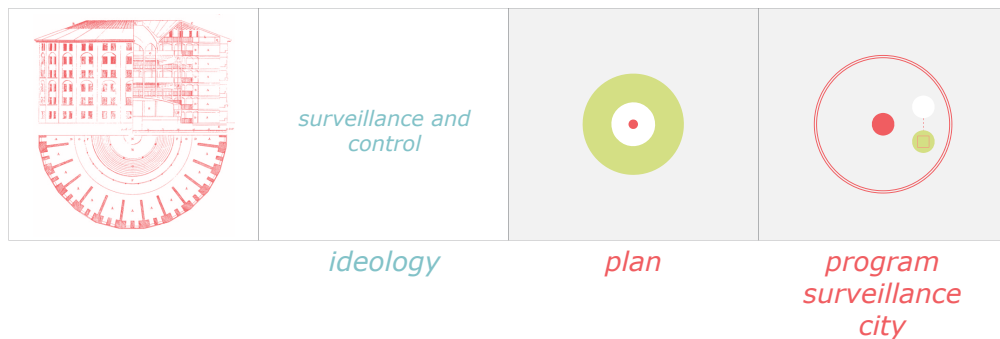 surveillance and
control
ideology
plan
program
surveillance
city